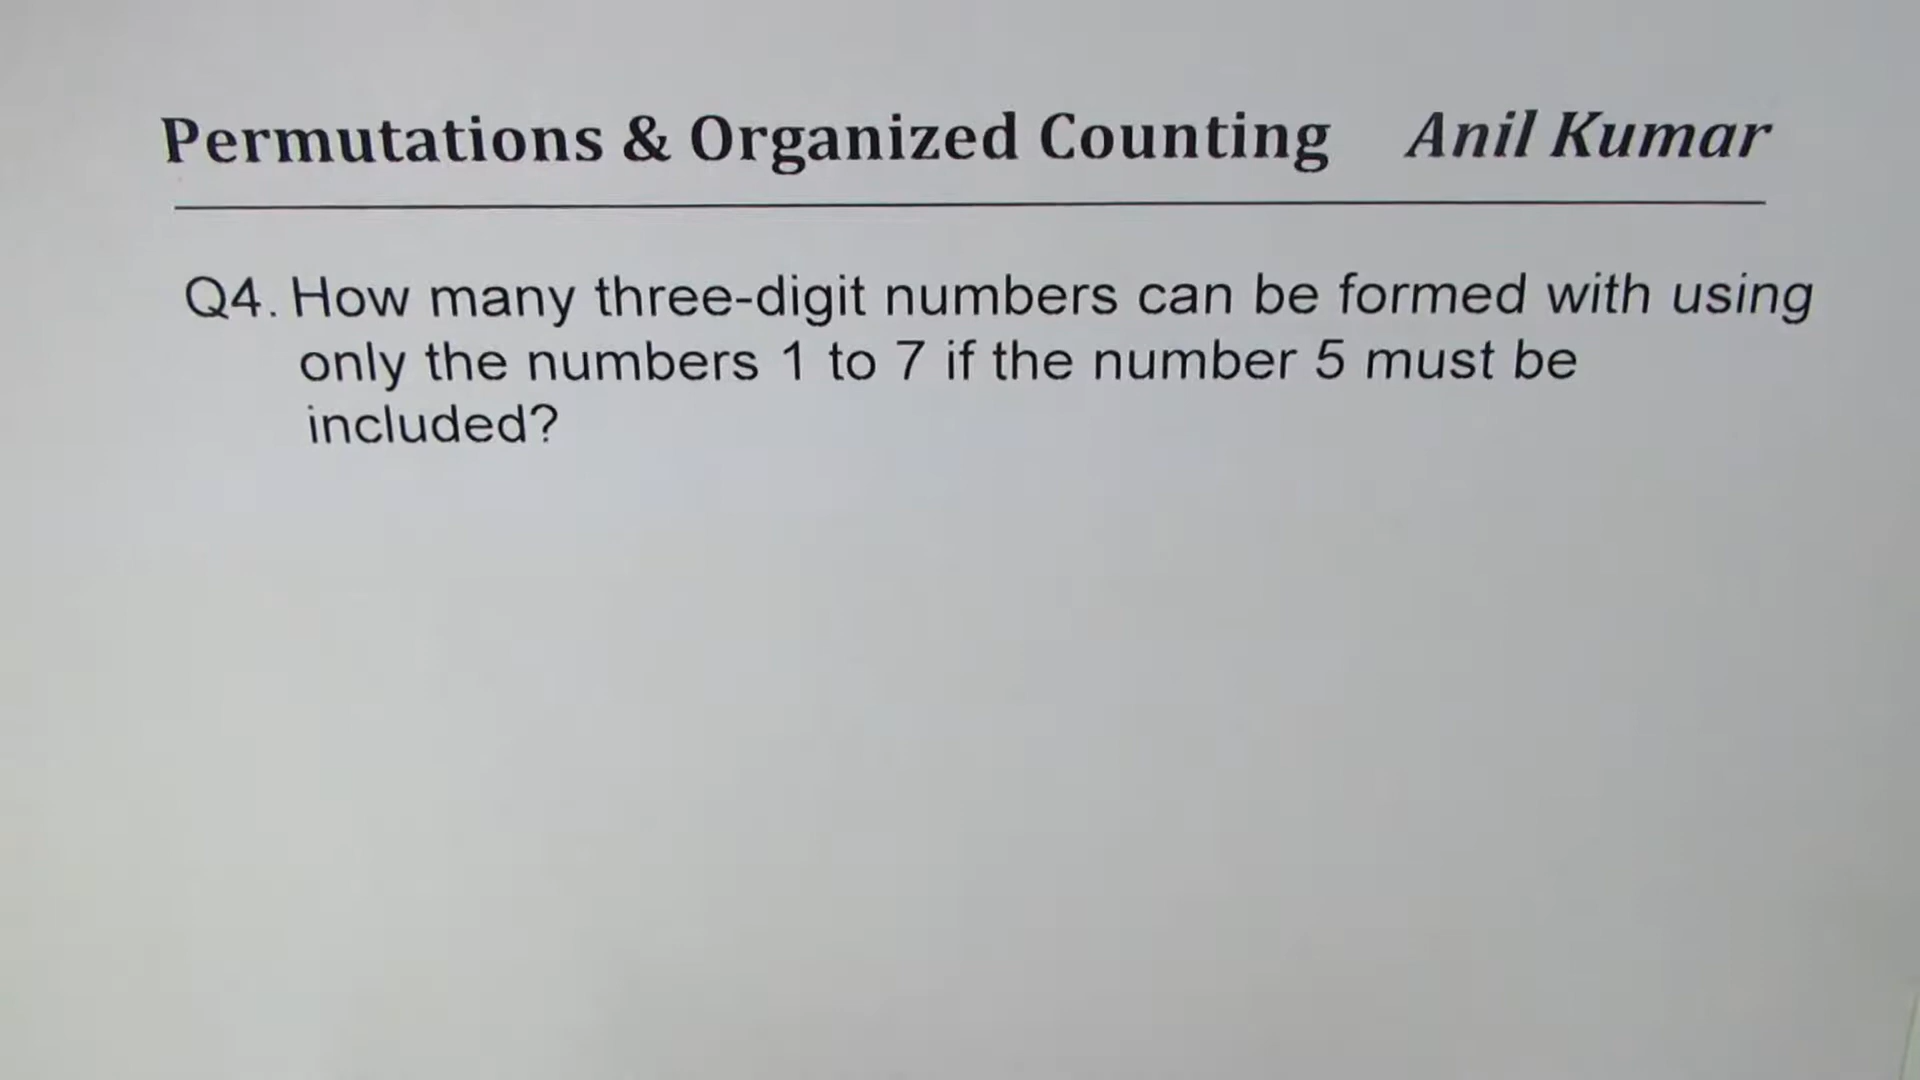 Permutations & Organized Counting Anil Kumar
Q4. How many three-digit numbers can be formed with using
only the numbers 1 to 7 if the number 5 must be
included?